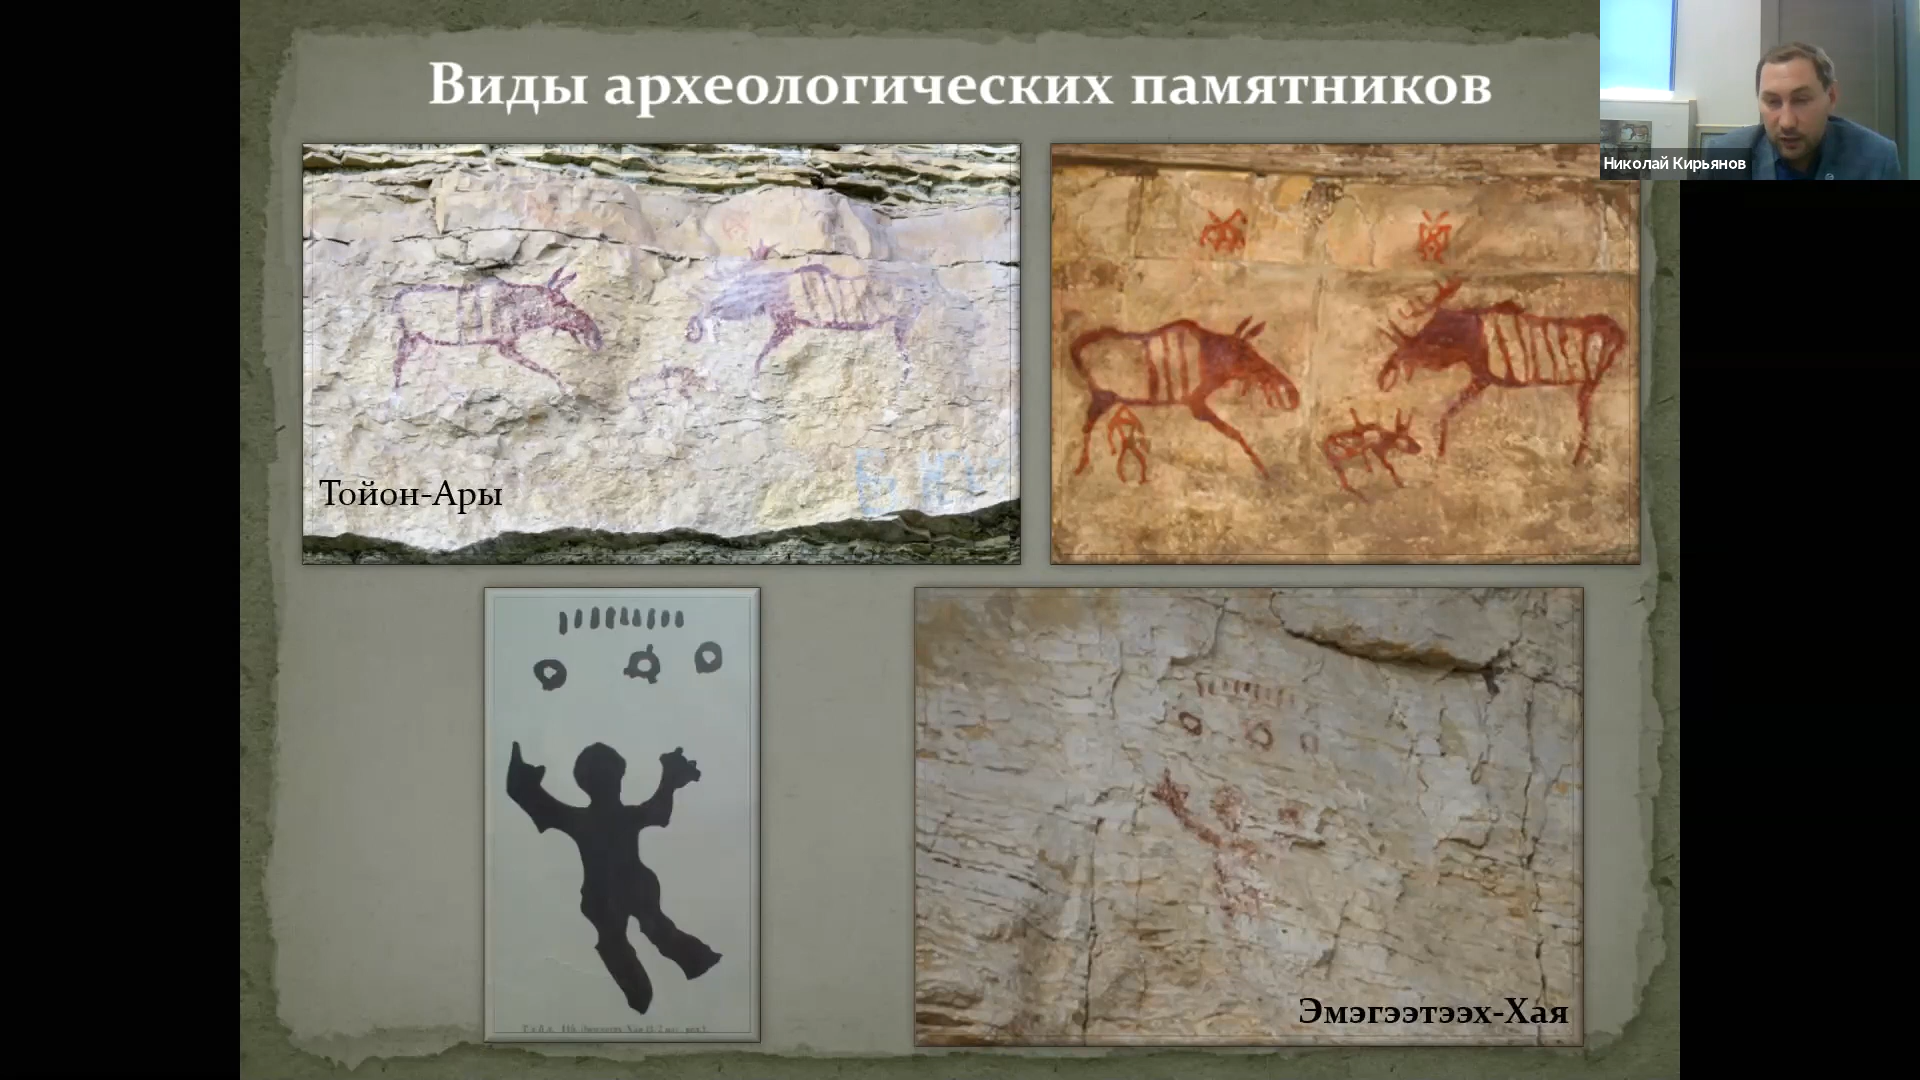 Виды археологических памятников
Николай Кирьянов
Тойон-Ары
Эмэгээтээх-Хая